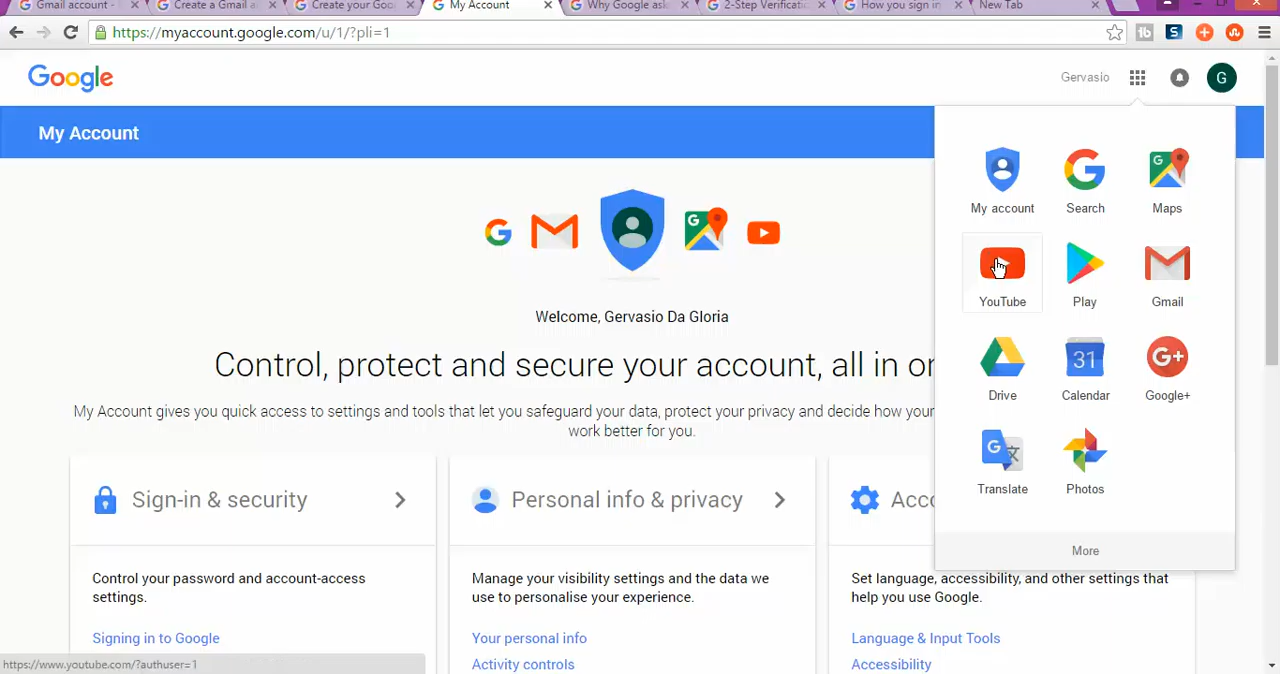 Gmail account -
Create a Gmail a
Create your Goo
My Account
Why Google ask
2-Step Verificati
How you sign in
New Tab
https://myaccount.google.com/u/1/?pli=1
Google
Gervasio
G
My Account
My account
Search
Maps
YouTube
Play
Gmail
31
Drive
Calendar
G+
Google+
Translate
Photos
More
Welcome, Gervasio Da Gloria
Control, protect and secure your account, all in on
My Account gives you quick access to settings and tools that let you safeguard your data, protect your privacy and decide how your
work better for you.
Sign-in & security
Control your password and account-access
settings.
Signing in to Google
Personal info & privacy
Manage your visibility settings and the data we
use to personalise your experience.
Your personal info
Activity controls
Acco
Set language, accessibility, and other settings that
help you use Google.
Language & Input Tools
Accessibility
https://www.youtube.com/?authuser=1